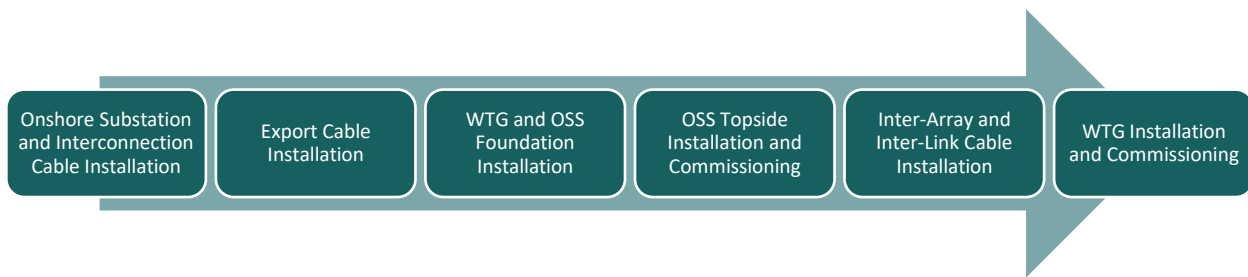 Onshore Substation
and Interconnection
Cable Installation
Export Cable
Installation
WTG and OSS
Foundation
Installation
OSS Topside
Installation and
Commissioning
Inter-Array and
Inter-Link Cable
Installation
WTG Installation
and Commissioning